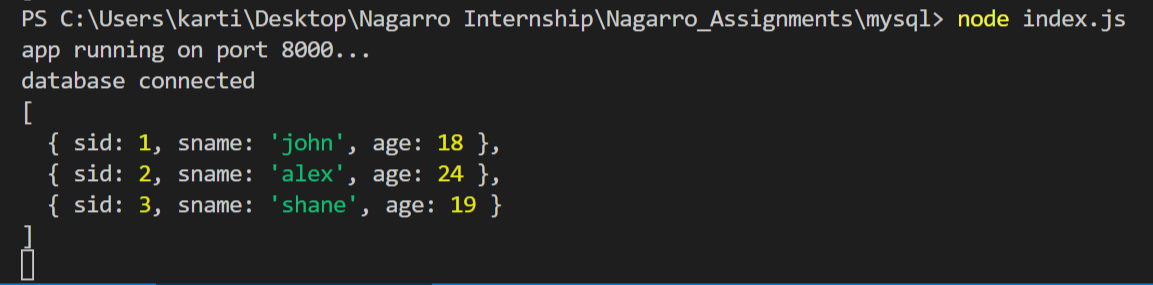 PS C:\Users\karti\Desktop\Nagarro Internship\Nagarro_Assignments\mysql> node index.js
app running on port 8000...
database connected
[
  { sid: 1, sname: 'john', age: 18 },
  { sid: 2, sname: 'alex', age: 24 },
  { sid: 3, sname: 'shane', age: 19 }
]